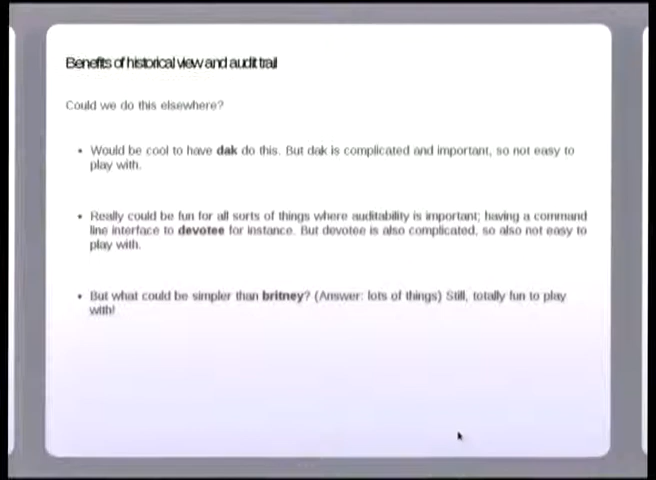 Benefits of historical view and audit trail
Could we do this elsewhere?
• Would be cool to have dak do this. But dak is complicated and important, so not easy to
play with.
• Really could be fun for all sorts of things where auditability is important; having a command
line interface to devotee for instance. But devotee is also complicated, so also not easy to
play with.
• But what could be simpler than britney? (Answer: lots of things) Still, totally fun to play
with!